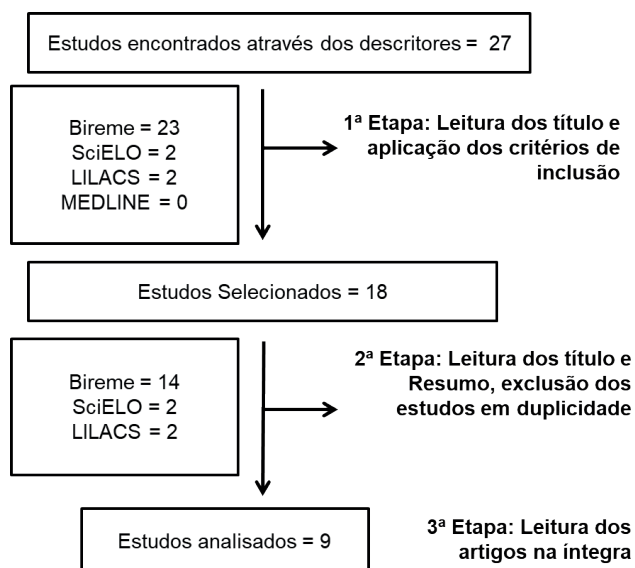 Estudos encontrados através dos descritores = 27
Bireme = 23
SciELO = 2
LILACS = 2
MEDLINE = 0
1ª Etapa: Leitura dos título e
aplicação dos critérios de
inclusão
Estudos Selecionados = 18
Bireme = 14
SciELO = 2
LILACS = 2
2ª Etapa: Leitura dos título e
Resumo, exclusão dos
estudos em duplicidade
Estudos analisados = 9
3ª Etapa: Leitura dos
artigos na íntegra